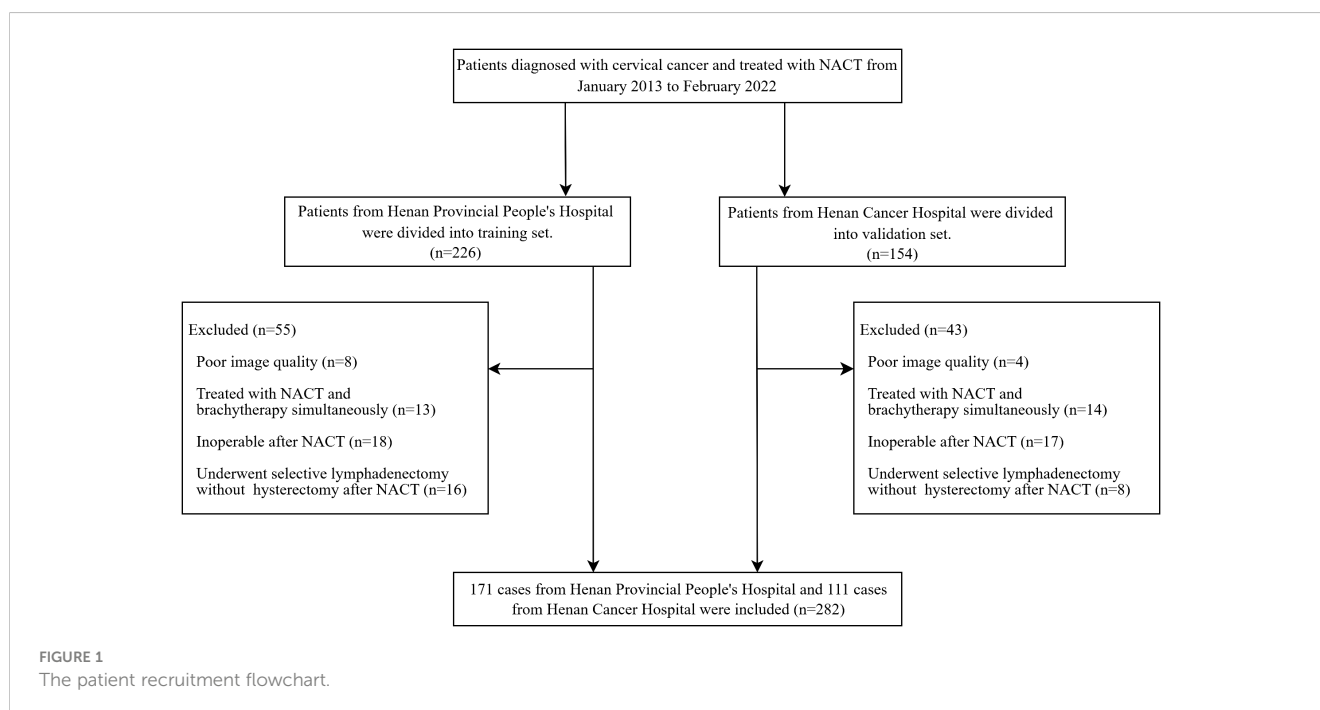 Patients diagnosed with cervical cancer and treated with NACT from
January 2013 to February 2022
Patients from Henan Provincial People's Hospital
were divided into training set.
(n=226)
Patients from Henan Cancer Hospital were divided
into validation set.
(n=154)
Excluded (n=55)
Poor image quality (n=8)
Treated with NACT and
brachytherapy simultaneously (n=13)
Inoperable after NACT (n=18)
Underwent selective lymphadenectomy
without hysterectomy after NACT (n=16)
Excluded (n=43)
Poor image quality (n=4)
Treated with NACT and
brachytherapy simultaneously (n=14)
Inoperable after NACT (n=17)
Underwent selective lymphadenectomy
without hysterectomy after NACT (n=8)
171 cases from Henan Provincial People's Hospital and 111 cases
from Henan Cancer Hospital were included (n=282)
FIGURE 1
The patient recruitment flowchart.